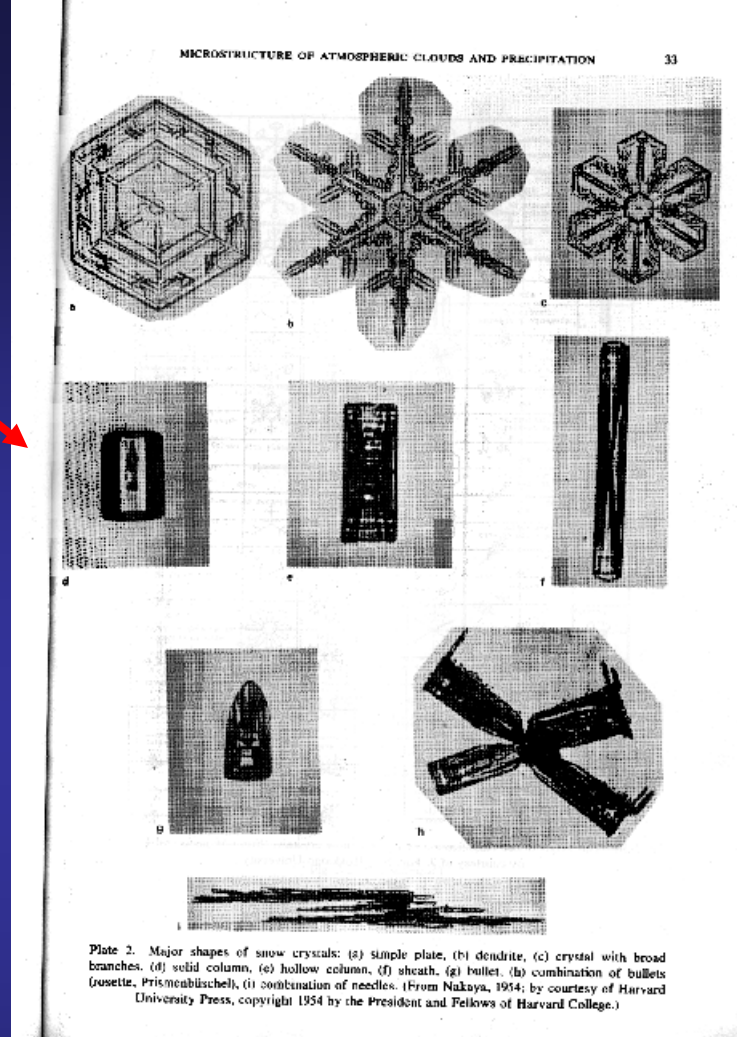 MICROSTRUCTURE OF ATMOSPHERIC CLOUDS AND PRECIPITATION 33
a
b
c
d
e
f
g
h
i
Plate 2. Major shapes of snow crystals: (a) simple plate, (b) dendrite, (c) crystal with broad
branches, (d) solid column, (e) hollow column, (f) sheath, (g) bullet, (h) combination of bullets
(rosette, Prismenbüschel), (i) combination of needles. (From Nakaya, 1954; by courtesy of Harvard
University Press, copyright 1954 by the President and Fellows of Harvard College.)